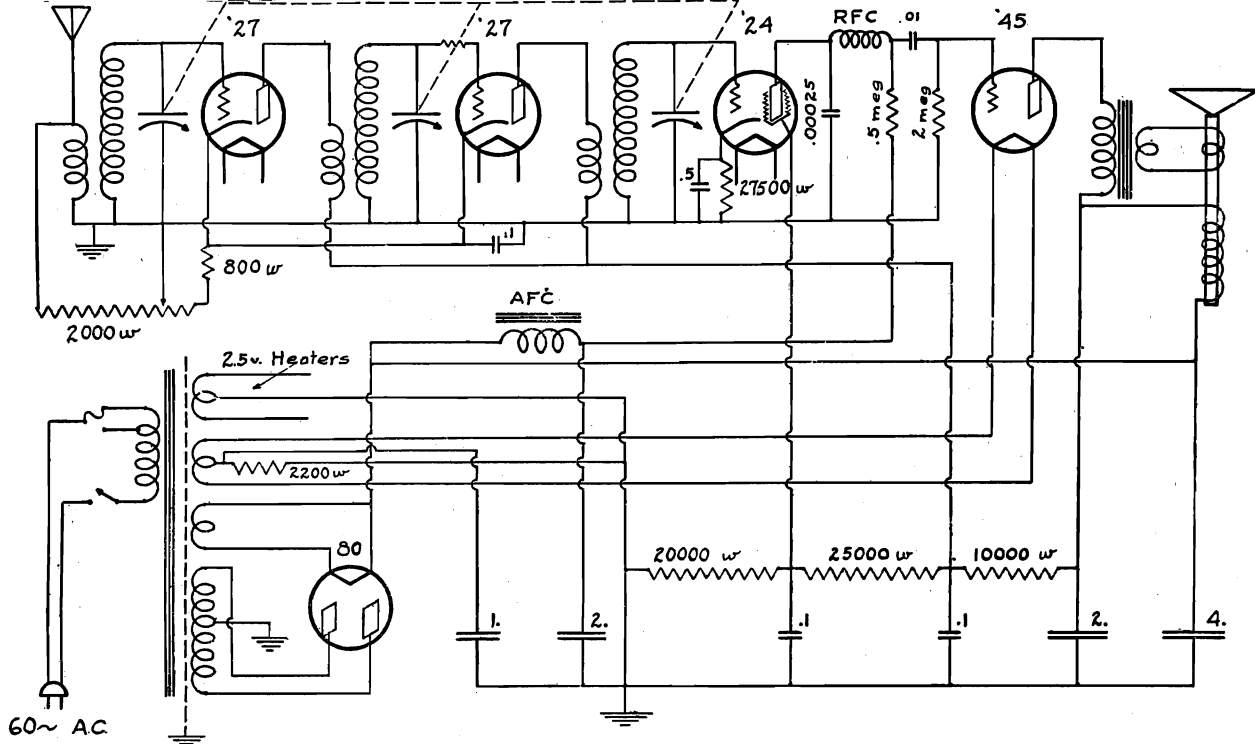 '27
'27
'24
RFC
.01
'45
.00025
.5 meg
2 meg
.5
27500 w
.1
800 w
2000 w
AFC
2.5v. Heaters
2200 w
80
20000 w
25000 w
10000 w
1.
2.
.1
.1
2.
4.
60~ A.C.